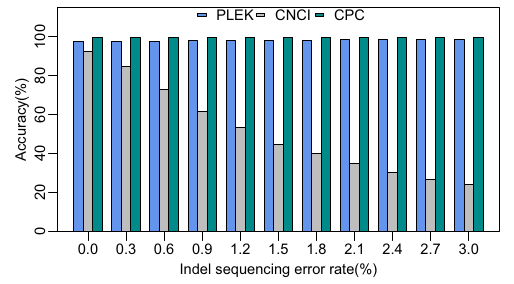 PLEK CNCI CPC
Accuracy(%)
100
80
60
40
20
0
0.0 0.3 0.6 0.9 1.2 1.5 1.8 2.1 2.4 2.7 3.0
Indel sequencing error rate(%)